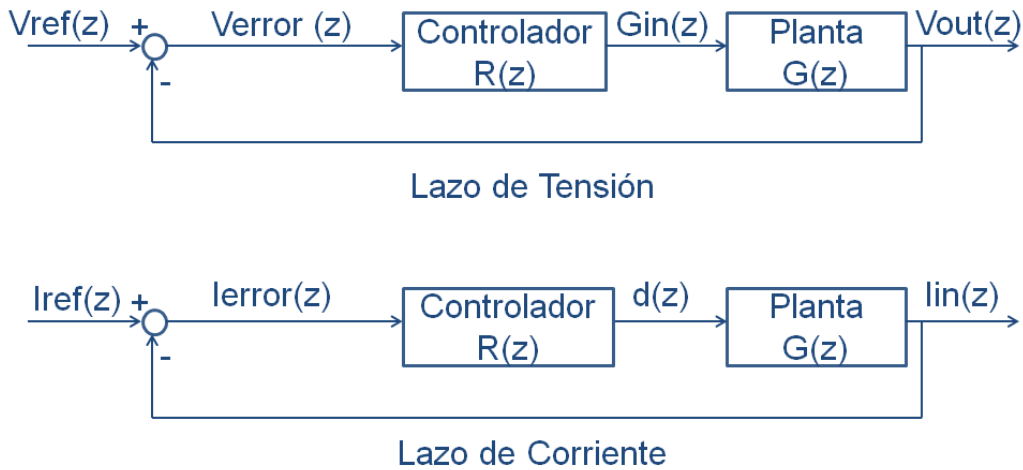 Vref(z) + Verror (z) Controlador R(z) Gin(z) Planta G(z) Vout(z)
-
Lazo de Tensión
Iref(z) + Ierror(z) Controlador R(z) d(z) Planta G(z) Iin(z)
-
Lazo de Corriente